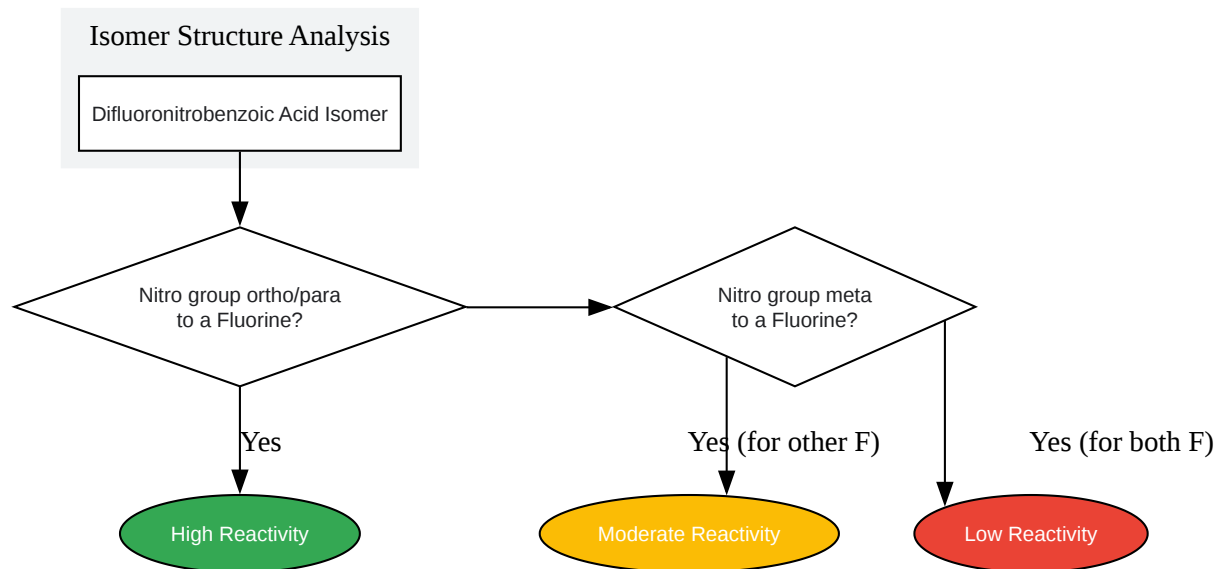 Isomer Structure Analysis
Difluoronitrobenzoic Acid Isomer
Nitro group ortho/para
to a Fluorine?
Nitro group meta
to a Fluorine?
Yes
Yes (for other F)
Yes (for both F)
High Reactivity
Moderate Reactivity
Low Reactivity